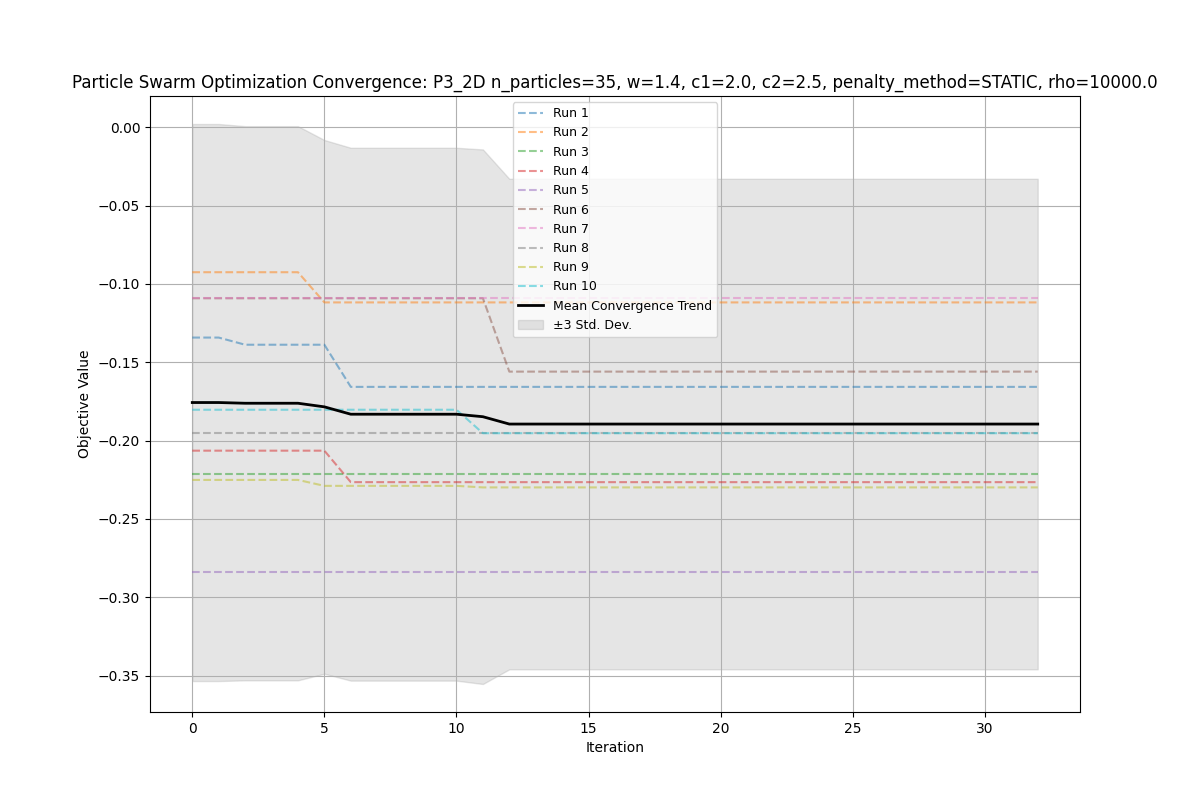 Particle Swarm Optimization Convergence: P3_2D n_particles=35, w=1.4, c1=2.0, c2=2.5, penalty_method=STATIC, rho=10000.0
Run 1
Run 2
Run 3
Run 4
Run 5
Run 6
Run 7
Run 8
Run 9
Run 10
Mean Convergence Trend
±3 Std. Dev.
Objective Value
0.00
−0.05
−0.10
−0.15
−0.20
−0.25
−0.30
−0.35
0 5 10 15 20 25 30
Iteration